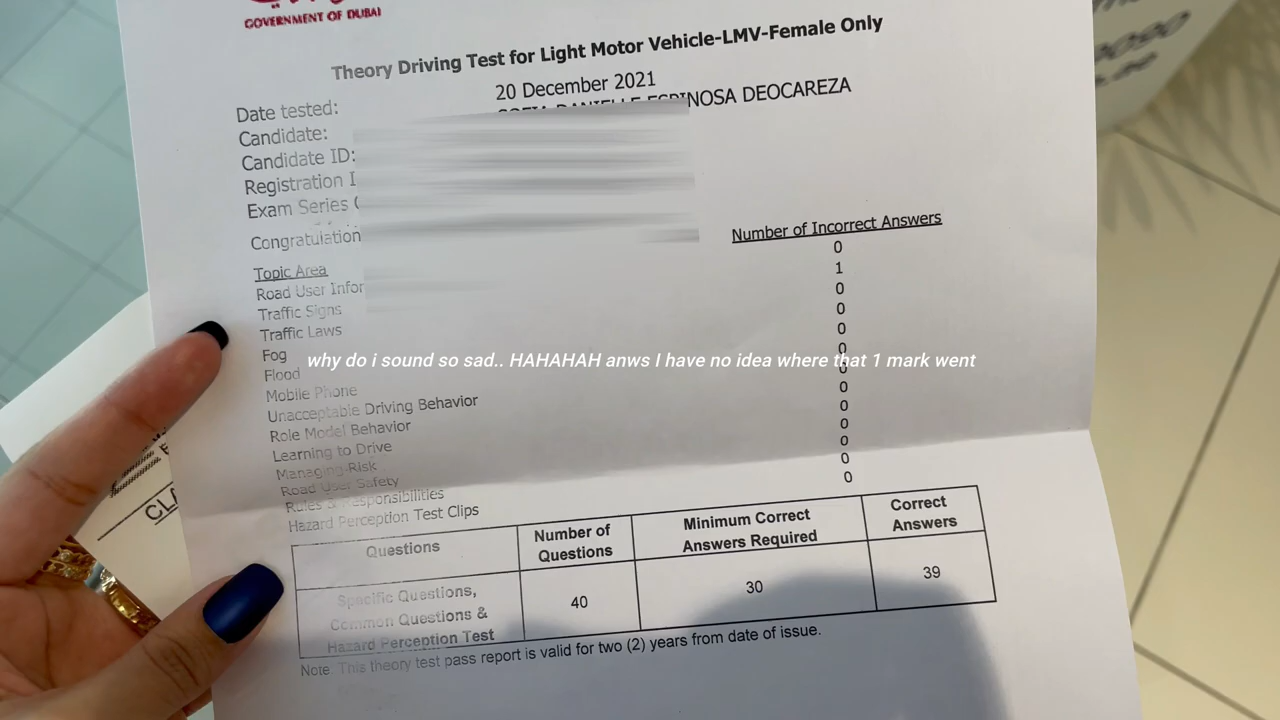 GOVERNMENT OF DUBAI
Theory Driving Test for Light Motor Vehicle-LMV-Female Only
Date tested: 20 December 2021
Candidate: NOSA DEOCAREZA
Candidate ID:
Registration I
Exam Series
Congratulation
Topic Area Number of Incorrect Answers
Road User Infor 0
Traffic Signs 1
Traffic Laws 0
Fog 0
Flood 0
Mobile Phone 0
Unacceptable Driving Behavior 0
Role Model Behavior 0
Learning to Drive 0
Managing Risk 0
Road User Safety 0
Rules & Responsibilities 0
Hazard Perception Test Clips 0
why do i sound so sad.. HAHAHAH anws I have no idea where that 1 mark went
Questions Number of Questions Minimum Correct Answers Required Correct Answers
Specific Questions, Common Questions & Hazard Perception Test 40 30 39
Note: This theory test pass report is valid for two (2) years from date of issue.